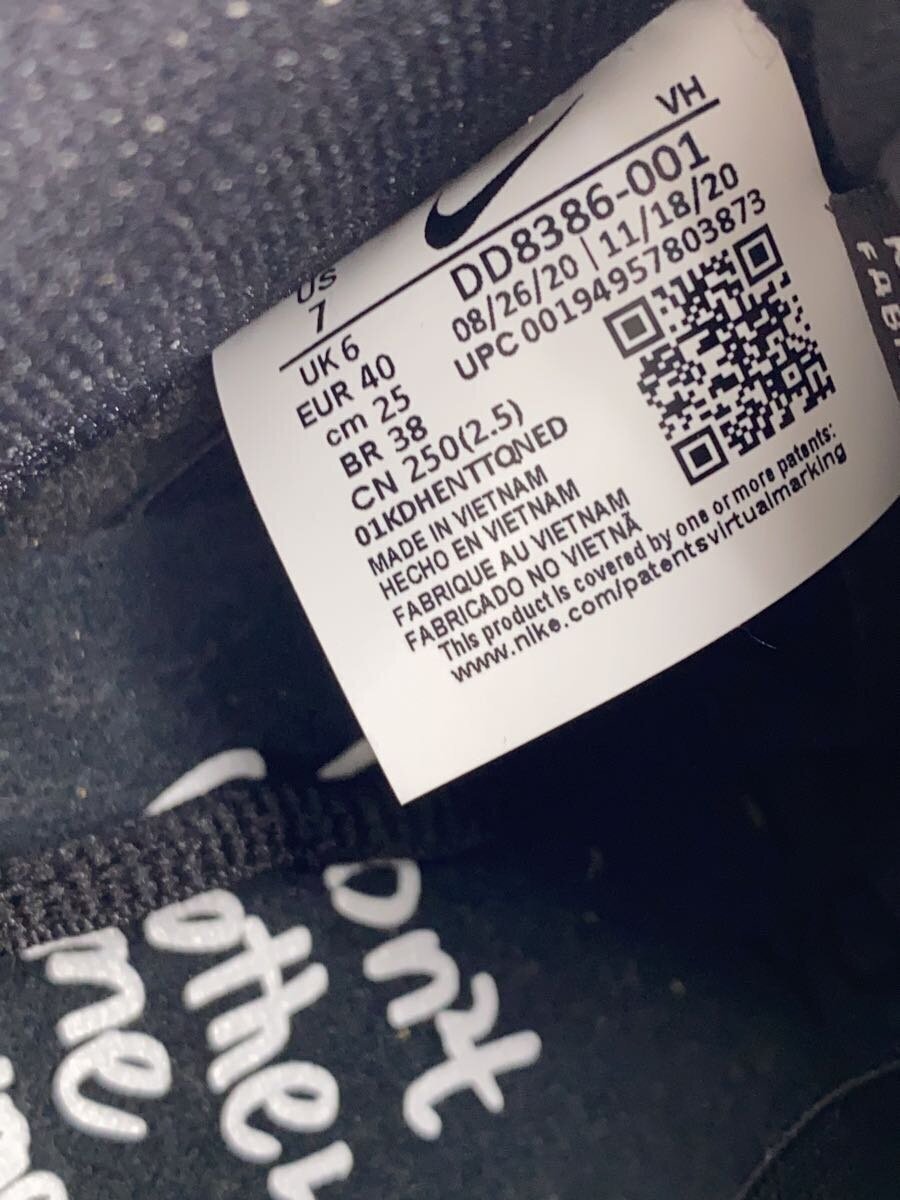 VH
US
7
DD8386-001
08/26/20 | 11/18/20
UPC 00194957803873
UK 6
EUR 40
cm 25
BR 38
CN 250(2.5)
01KDHENTTQNED
MADE IN VIETNAM
HECHO EN VIETNAM
FABRIQUE AU VIETNAM
FABRICADO NO VIETNÃ
This product is covered by one or more patents:
www.nike.com/patentsvirtualmarking
me